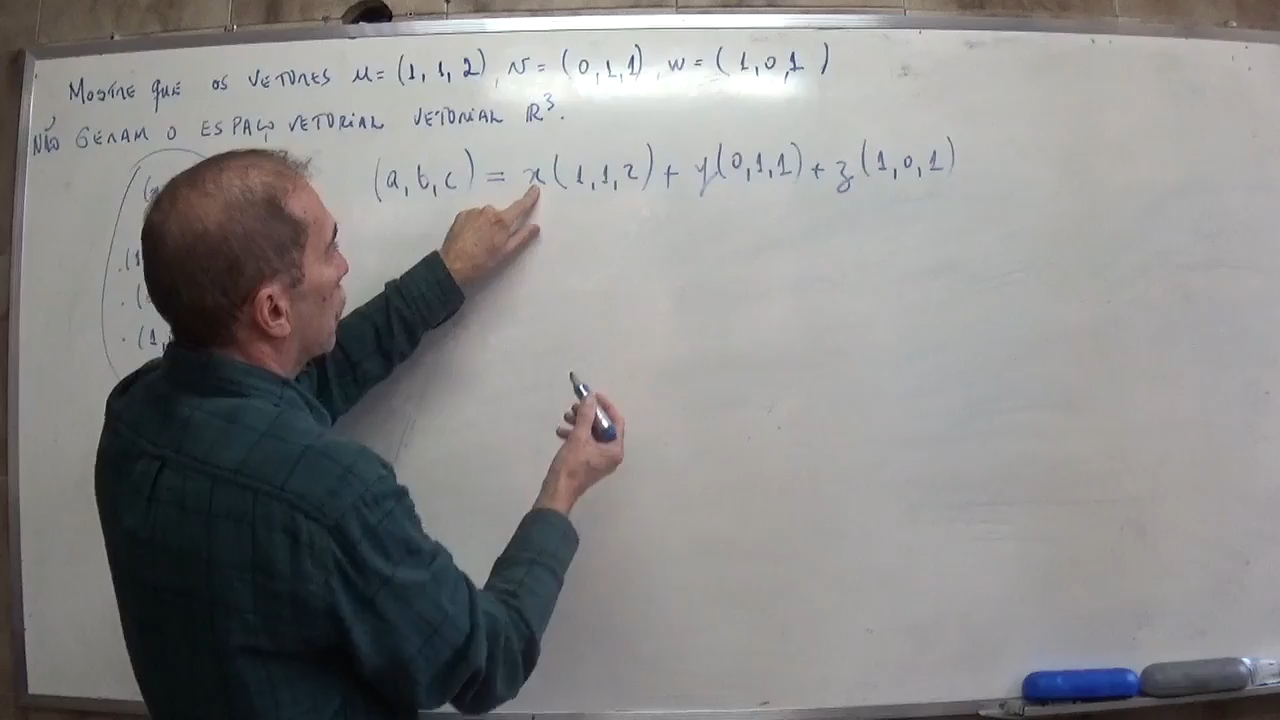 MOSTRE QUE OS VETORES u = (1, 1, 2), v = (0, 1, 1), w = (1, 0, 1)
NÃO GERAM O ESPAÇO VETORIAL VETORIAL ℝ³.
(a, b, c) = x(1, 1, 2) + y(0, 1, 1) + z(1, 0, 1)